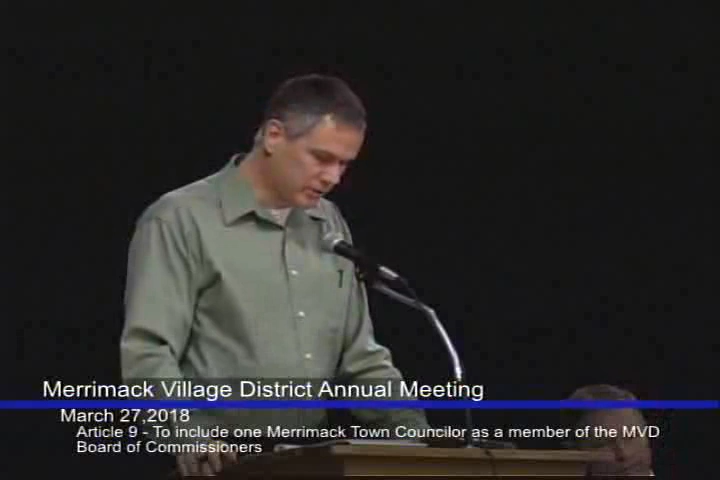 Merrimack Village District Annual Meeting
March 27,2018
Article 9 - To include one Merrimack Town Councilor as a member of the MVD
Board of Commissioners